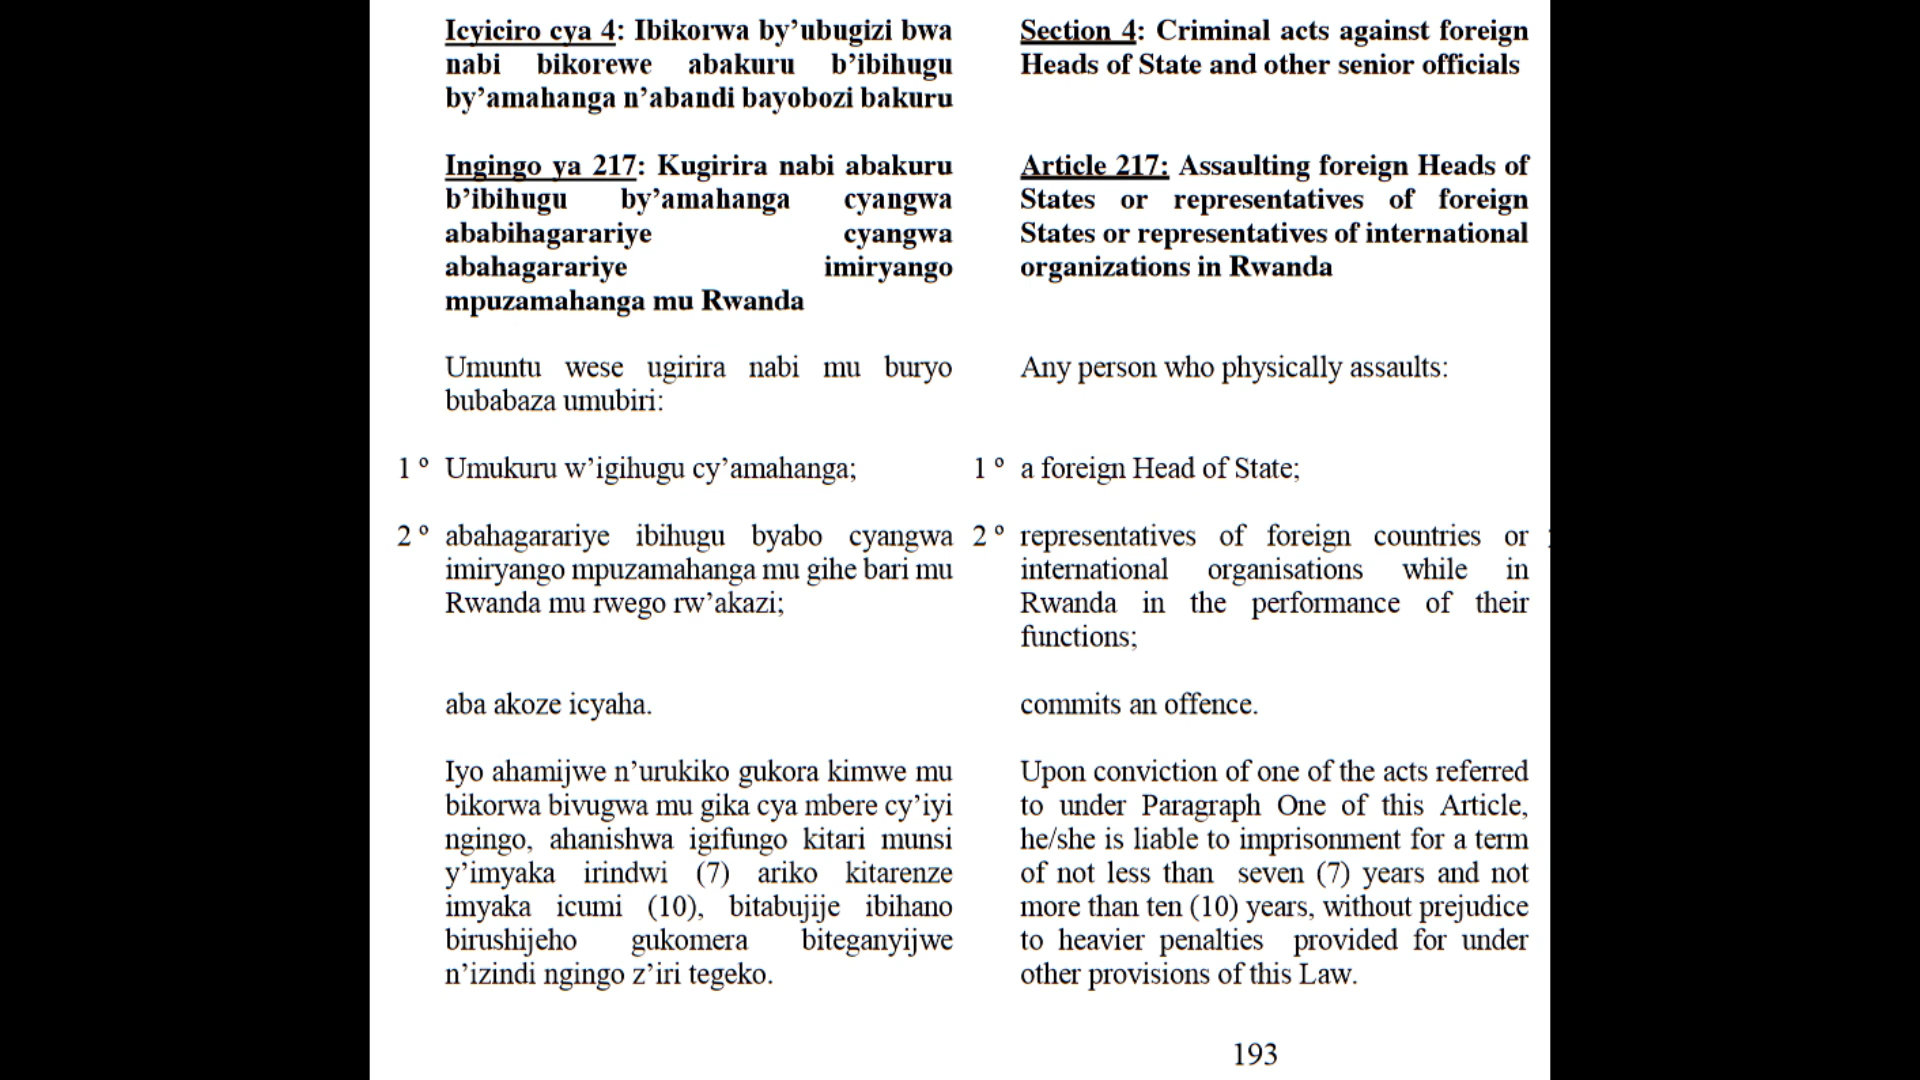 Icyiciro cya 4: Ibikorwa by’ubugizi bwa
nabi bikorewe abakuru b’ibihugu
by’amahanga n’abandi bayobozi bakuru
Ingingo ya 217: Kugirira nabi abakuru
b’ibihugu by’amahanga cyangwa
ababihagarariye cyangwa
abahagarariye imiryango
mpuzamahanga mu Rwanda
Umuntu wese ugirira nabi mu buryo
bubabaza umubiri:
1 º Umukuru w’igihugu cy’amahanga;
2 º abahagarariye ibihugu byabo cyangwa
imiryango mpuzamahanga mu gihe bari mu
Rwanda mu rwego rw’akazi;
aba akoze icyaha.
Iyo ahamijwe n’urukiko gukora kimwe mu
bikorwa bivugwa mu gika cya mbere cy’iyi
ngingo, ahanishwa igifungo kitari munsi
y’imyaka irindwi (7) ariko kitarenze
imyaka icumi (10), bitabujije ibihano
birushijeho gukomera biteganyijwe
n’izindi ngingo z’iri tegeko.
Section 4: Criminal acts against foreign
Heads of State and other senior officials
Article 217: Assaulting foreign Heads of
States or representatives of foreign
States or representatives of international
organizations in Rwanda
Any person who physically assaults:
1 º a foreign Head of State;
2 º representatives of foreign countries or
international organisations while in
Rwanda in the performance of their
functions;
commits an offence.
Upon conviction of one of the acts referred
to under Paragraph One of this Article,
he/she is liable to imprisonment for a term
of not less than seven (7) years and not
more than ten (10) years, without prejudice
to heavier penalties provided for under
other provisions of this Law.
193